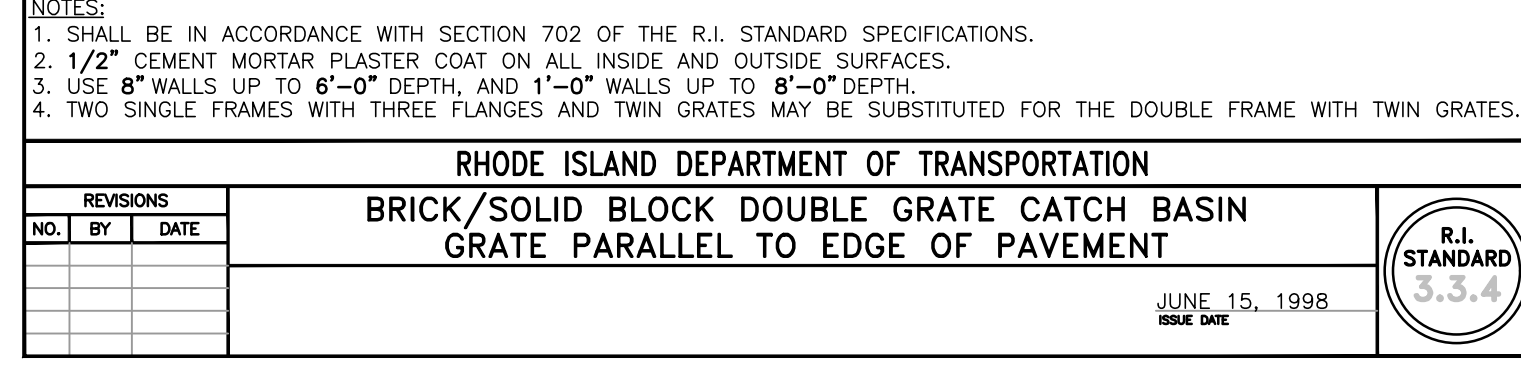 NOTES:
1. SHALL BE IN ACCORDANCE WITH SECTION 702 OF THE R.I. STANDARD SPECIFICATIONS.
2. 1/2" CEMENT MORTAR PLASTER COAT ON ALL INSIDE AND OUTSIDE SURFACES.
3. USE 8" WALLS UP TO 6'-0" DEPTH, AND 1'-0" WALLS UP TO 8'-0" DEPTH.
4. TWO SINGLE FRAMES WITH THREE FLANGES AND TWIN GRATES MAY BE SUBSTITUTED FOR THE DOUBLE FRAME WITH TWIN GRATES.
RHODE ISLAND DEPARTMENT OF TRANSPORTATION
REVISIONS
NO. BY DATE
BRICK/SOLID BLOCK DOUBLE GRATE CATCH BASIN
GRATE PARALLEL TO EDGE OF PAVEMENT
JUNE 15, 1998
ISSUE DATE
R.I.
STANDARD
3.3.4